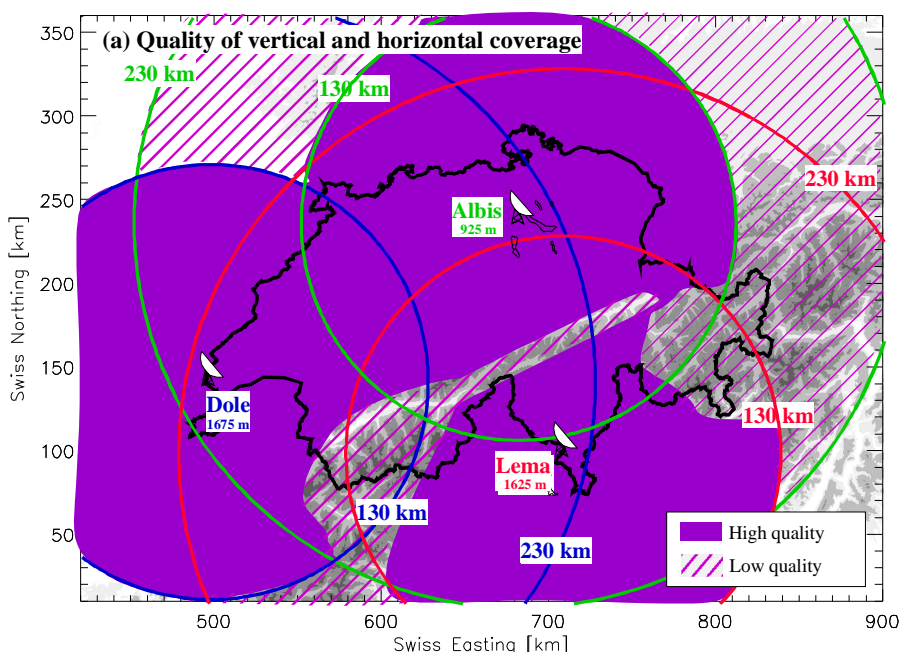 (a) Quality of vertical and horizontal coverage
350
230 km
130 km
300
250
230 km
Albis
925 m
200
Swiss Northing [km]
150
Dole
1675 m
130 km
100
Lema
1625 m
130 km
230 km
50
High quality
Low quality
500
600
700
800
900
Swiss Easting [km]